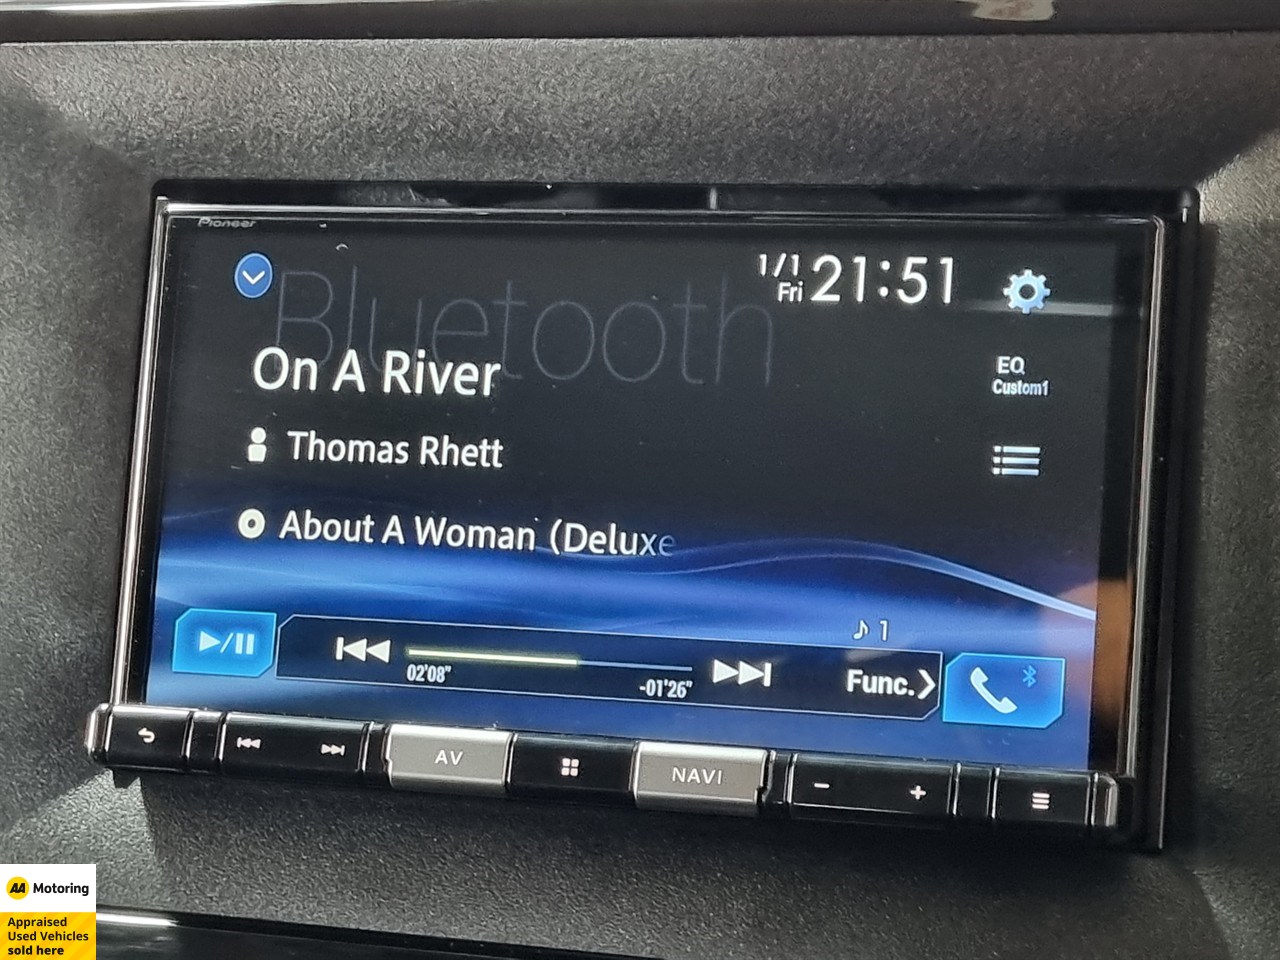 Pioneer
Bluetooth
1/1
Fri
21:51
On A River
EQ
Custom1
Thomas Rhett
About A Woman (Deluxe
♪ 1
02'08"
-01'26"
Func.
AV
NAVI
AA Motoring
Appraised
Used Vehicles
sold here